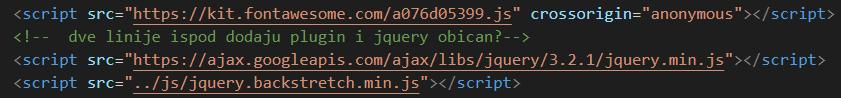 <script src="https://kit.fontawesome.com/a076d05399.js" crossorigin="anonymous"></script>
<!--  dve linije ispod dodaju plugin i jquery obican?-->
<script src="https://ajax.googleapis.com/ajax/libs/jquery/3.2.1/jquery.min.js"></script>
<script src="../js/jquery.backstretch.min.js"></script>